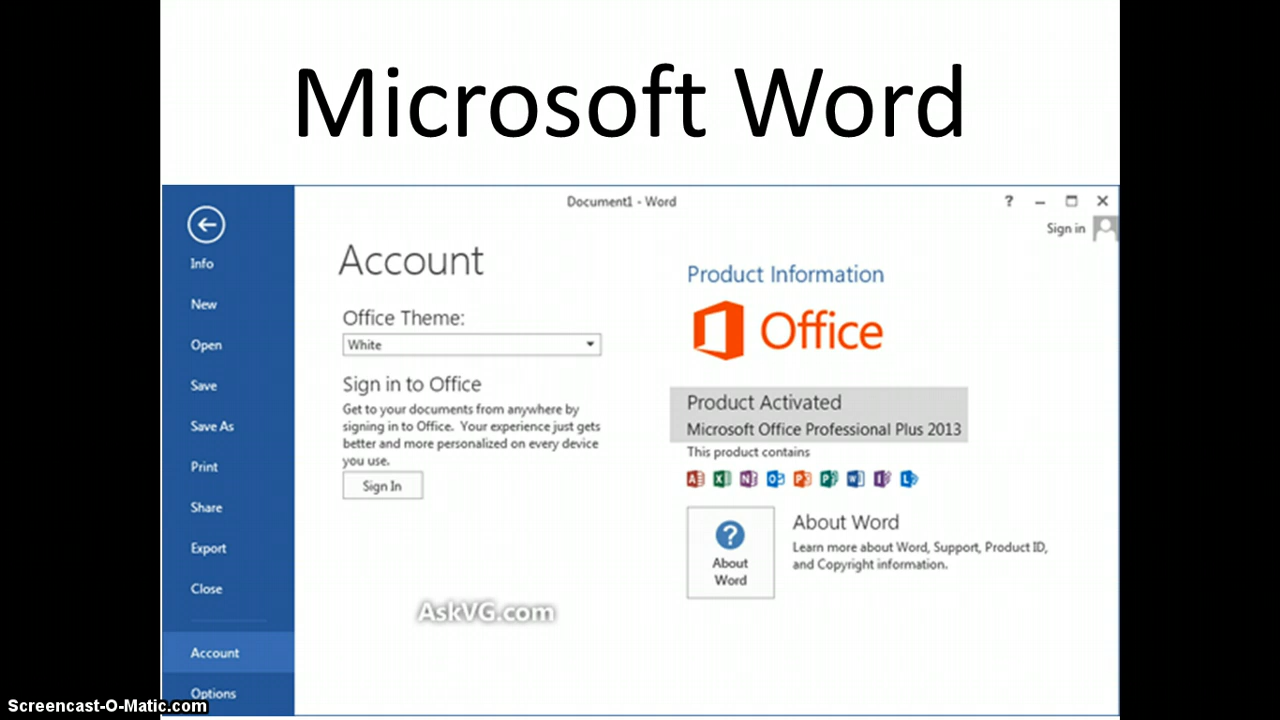 Microsoft Word
Document1 - Word
?
Sign in
Info
New
Open
Save
Save As
Print
Share
Export
Close
Account
Options
Account
Office Theme:
White
Sign in to Office
Get to your documents from anywhere by
signing in to Office. Your experience just gets
better and more personalized on every device
you use.
Sign In
Product Information
Office
Product Activated
Microsoft Office Professional Plus 2013
This product contains
?
About
Word
About Word
Learn more about Word, Support, Product ID,
and Copyright information.
AskVG.com
Screencast-O-Matic.com